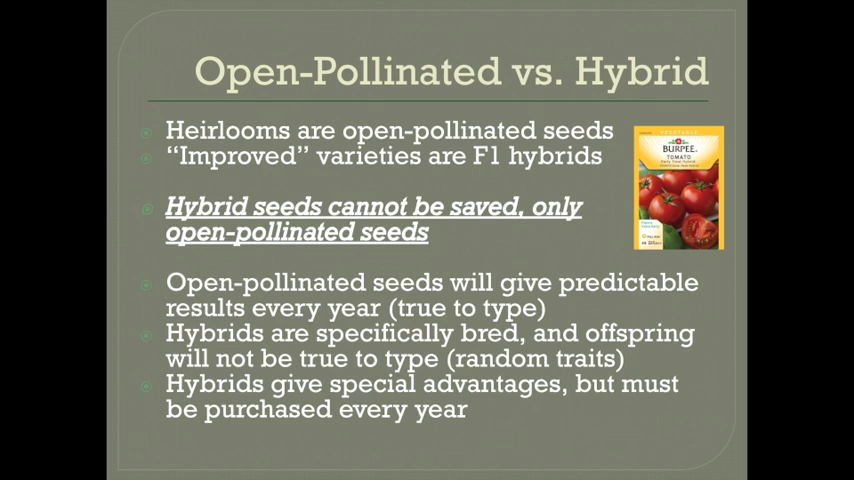 Open-Pollinated vs. Hybrid
Heirlooms are open-pollinated seeds
“Improved” varieties are F1 hybrids
VEGETABLE
BURPEE
TOMATO
Hybrid seeds cannot be saved, only
open-pollinated seeds
Open-pollinated seeds will give predictable
results every year (true to type)
Hybrids are specifically bred, and offspring
will not be true to type (random traits)
Hybrids give special advantages, but must
be purchased every year